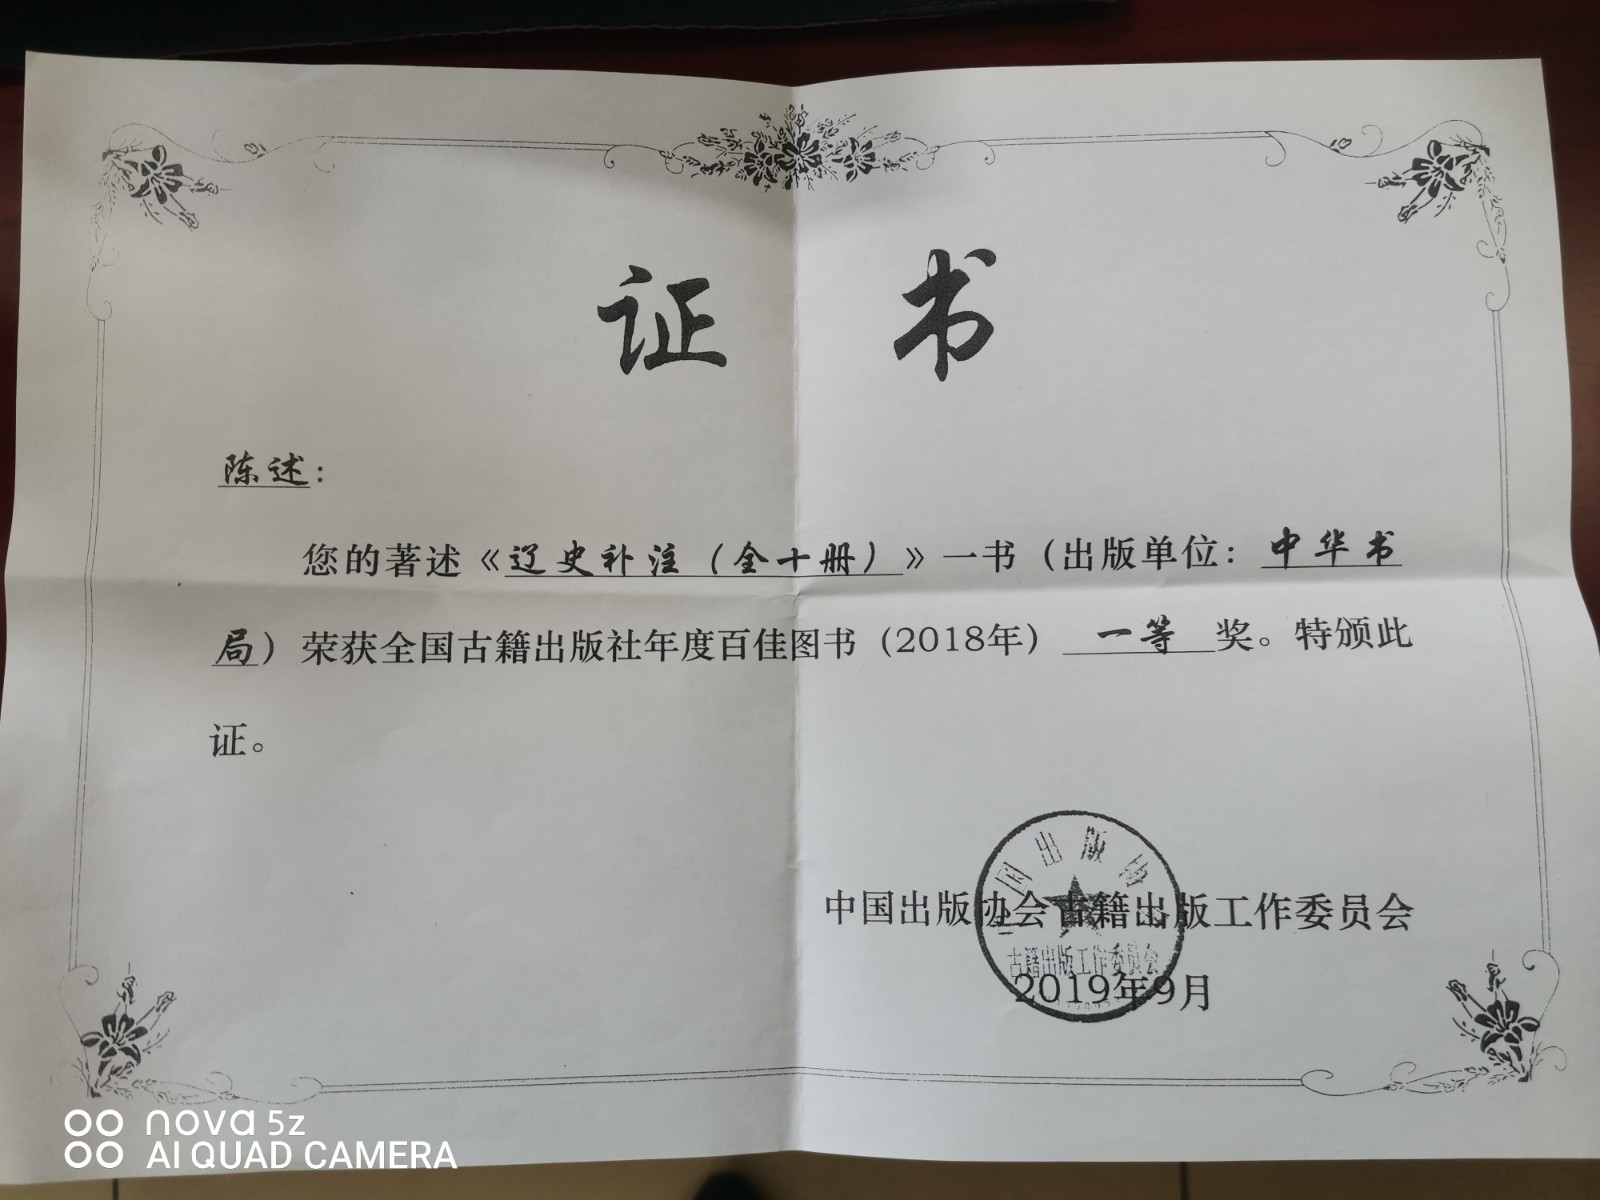 证 书
陈述：
您的著述《辽史补注（全十册）》一书（出版单位：中华书
局）荣获全国古籍出版社年度百佳图书（2018年）一等奖。特颁此
证。
国出版协
中国出版协会古籍出版工作委员会
古籍出版工作委员会
2019年9月
nova 5z
AI QUAD CAMERA